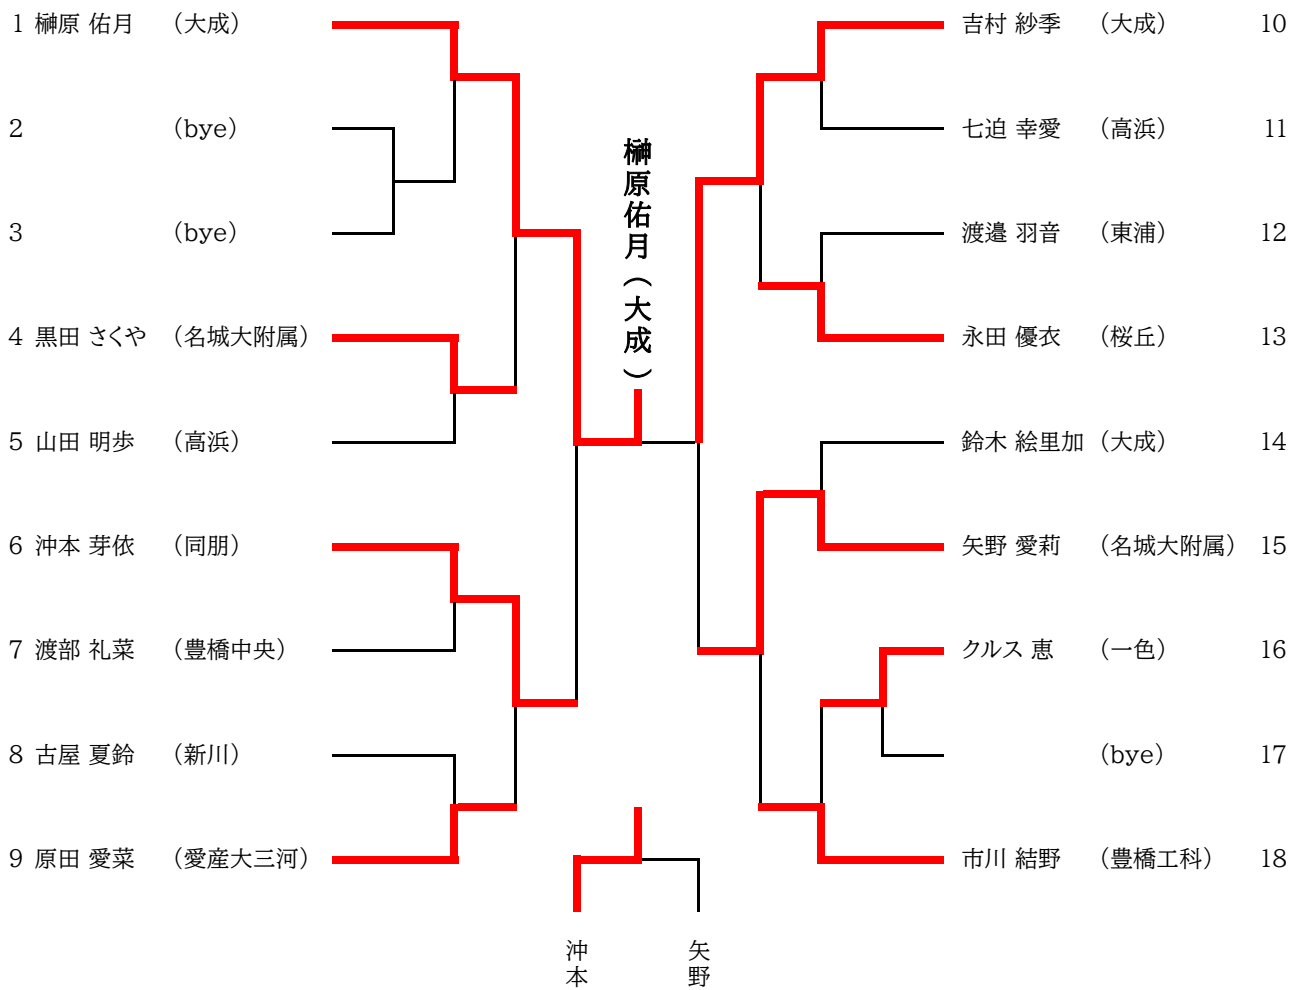 1 榊原 佑月 （大成）
2 （bye）
3 （bye）
4 黒田 さくや （名城大附属）
5 山田 明歩 （高浜）
6 沖本 芽依 （同朋）
7 渡部 礼菜 （豊橋中央）
8 古屋 夏鈴 （新川）
9 原田 愛菜 （愛産大三河）
榊原佑月（大成）
吉村 紗季 （大成） 10
七迫 幸愛 （高浜） 11
渡邉 羽音 （東浦） 12
永田 優衣 （桜丘） 13
鈴木 絵里加 （大成） 14
矢野 愛莉 （名城大附属） 15
クルス 恵 （一色） 16
（bye） 17
市川 結野 （豊橋工科） 18
沖本
矢野